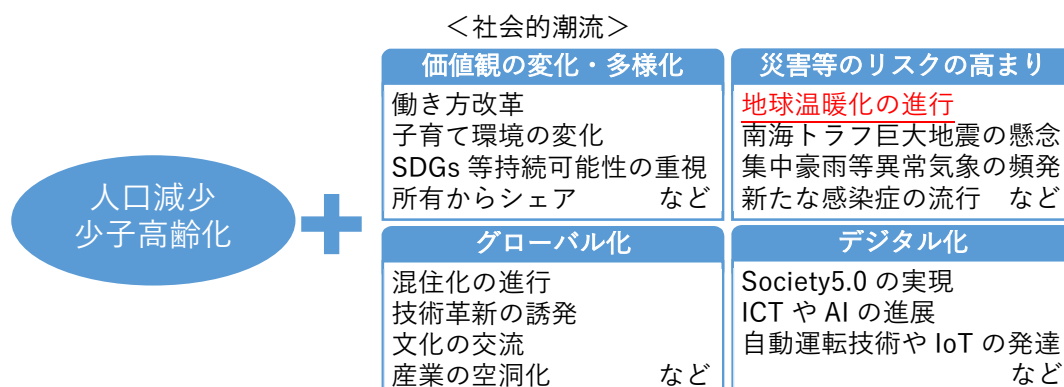 ＜社会的潮流＞
人口減少
少子高齢化
価値観の変化・多様化
働き方改革
子育て環境の変化
SDGs 等持続可能性の重視
所有からシェア など
災害等のリスクの高まり
地球温暖化の進行
南海トラフ巨大地震の懸念
集中豪雨等異常気象の頻発
新たな感染症の流行 など
グローバル化
混住化の進行
技術革新の誘発
文化の交流
産業の空洞化 など
デジタル化
Society5.0 の実現
ICT や AI の進展
自動運転技術や IoT の発達
など